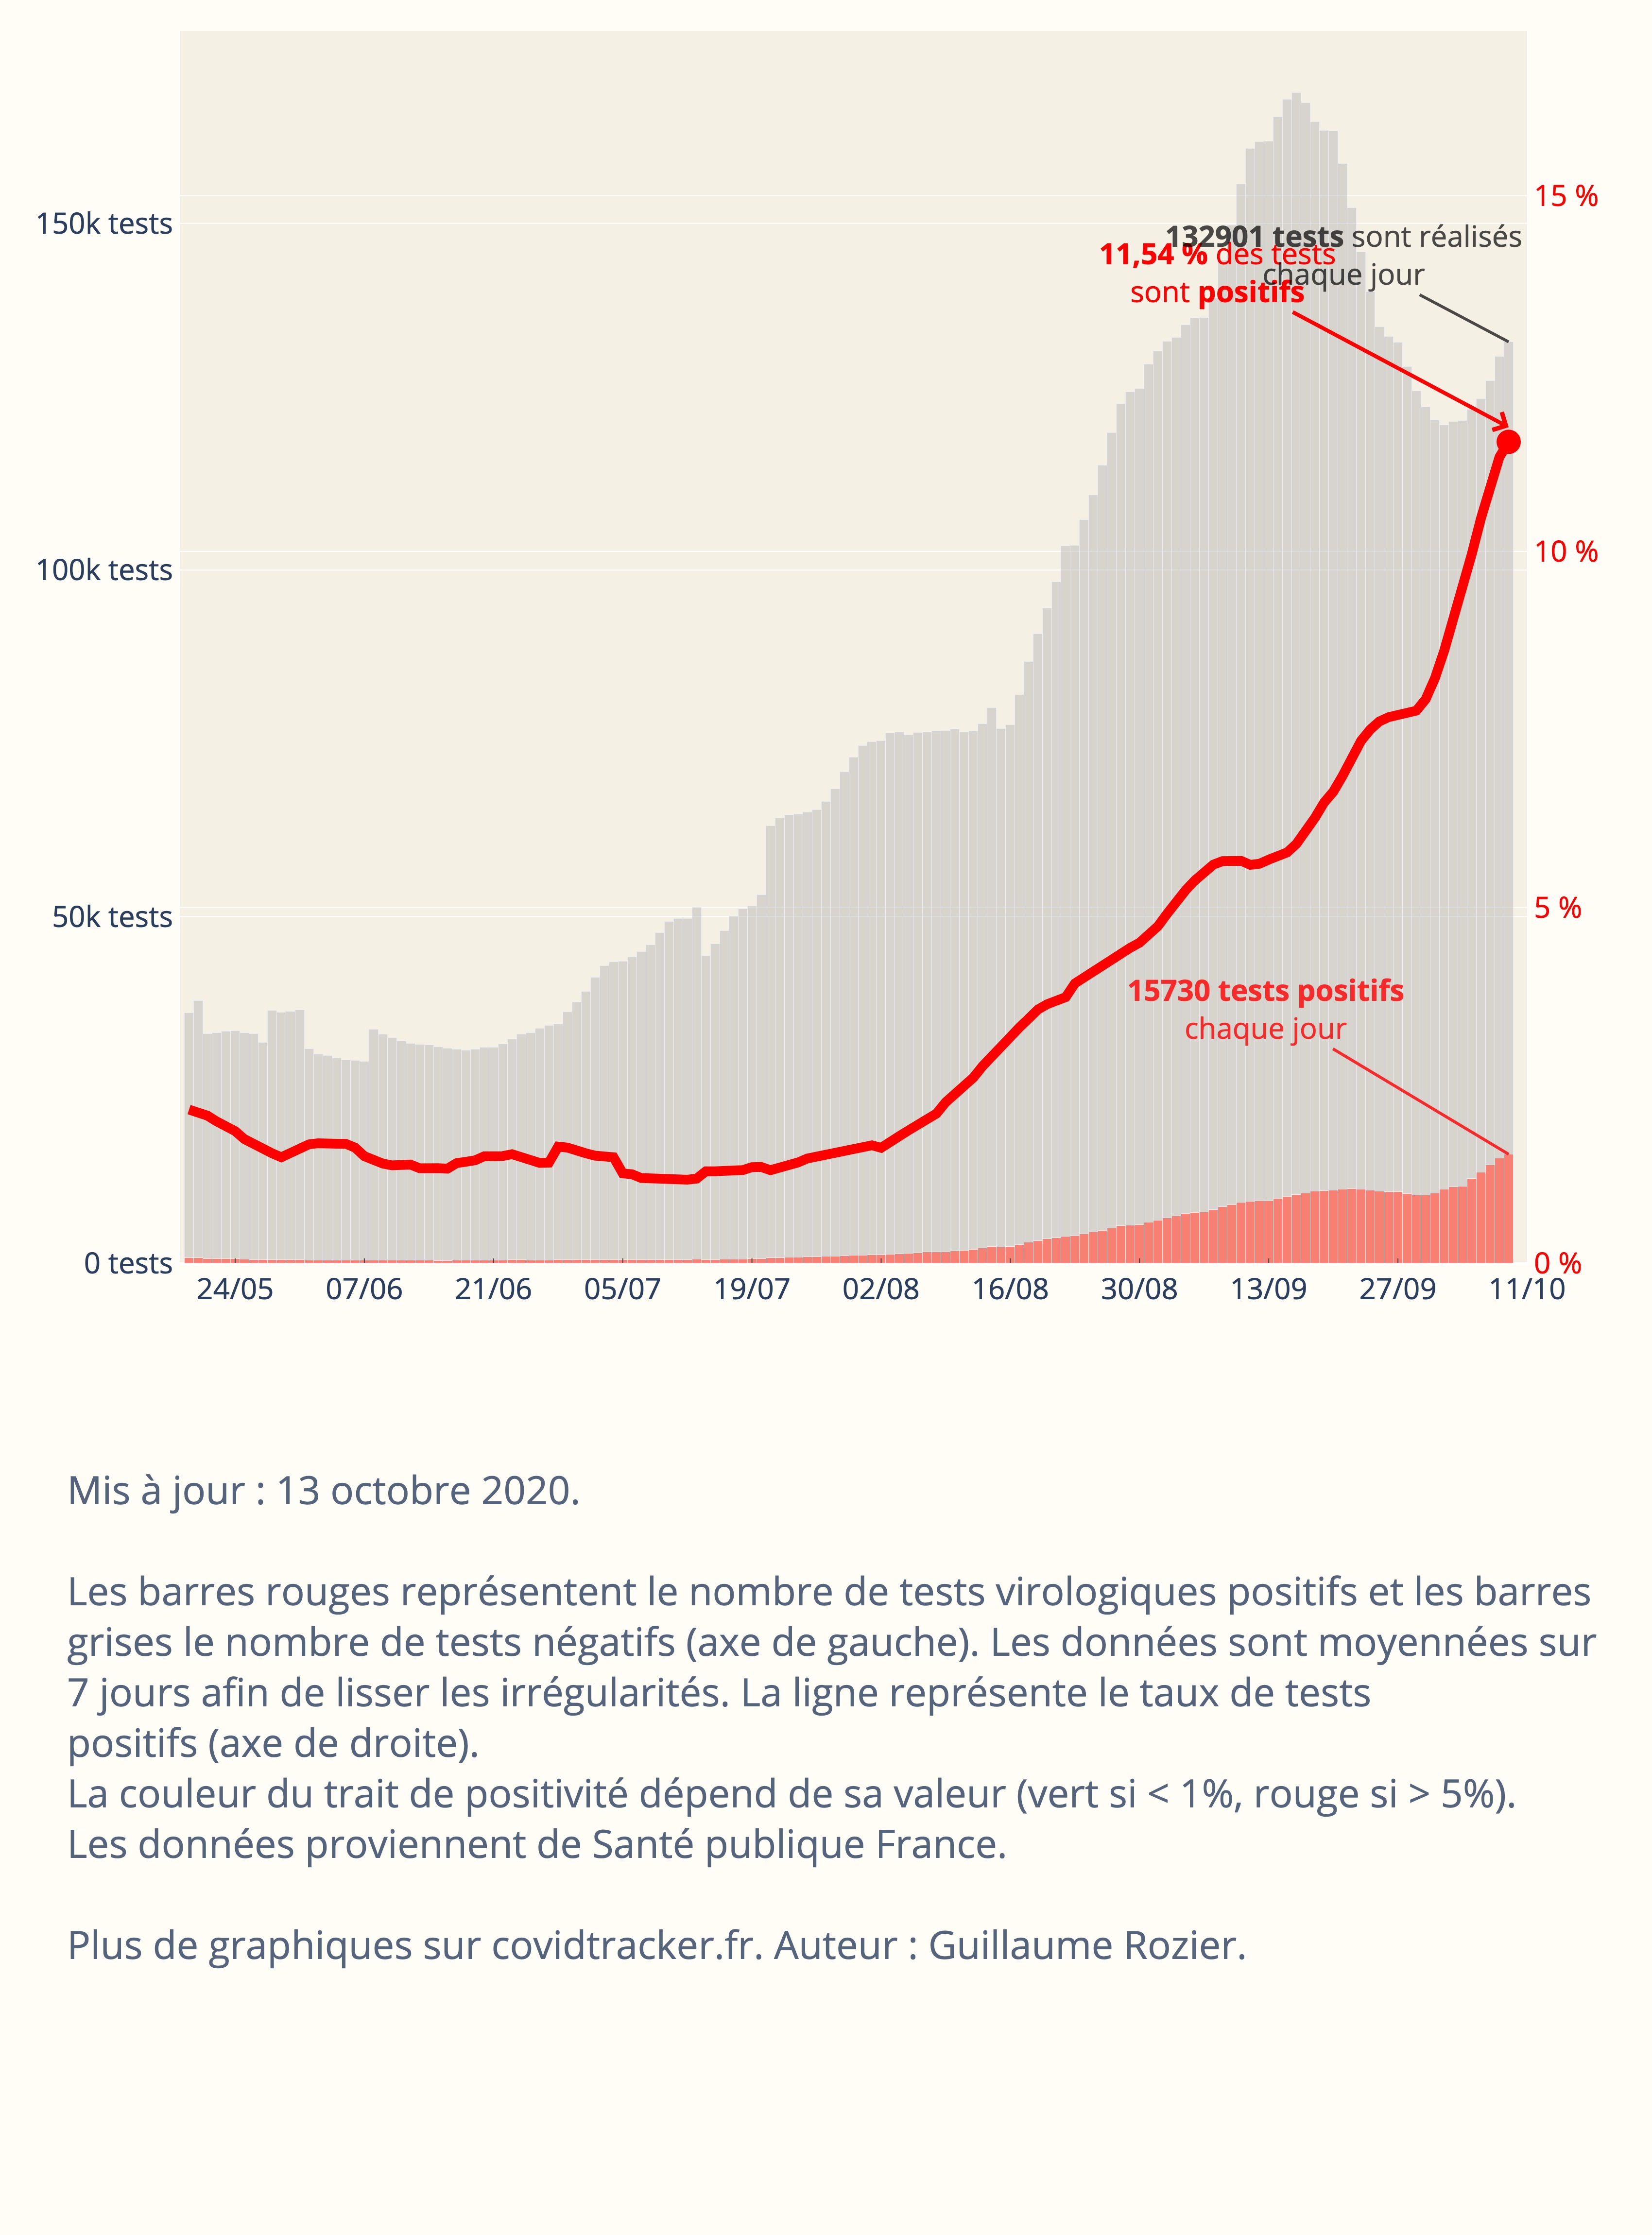 150k tests
100k tests
50k tests
0 tests
15 %
10 %
5 %
0 %
132901 tests sont réalisés
chaque jour
11,54 % des tests
sont positifs
15730 tests positifs
chaque jour
24/05 07/06 21/06 05/07 19/07 02/08 16/08 30/08 13/09 27/09 11/10
Mis à jour : 13 octobre 2020.
Les barres rouges représentent le nombre de tests virologiques positifs et les barres
grises le nombre de tests négatifs (axe de gauche). Les données sont moyennées sur
7 jours afin de lisser les irrégularités. La ligne représente le taux de tests
positifs (axe de droite).
La couleur du trait de positivité dépend de sa valeur (vert si < 1%, rouge si > 5%).
Les données proviennent de Santé publique France.
Plus de graphiques sur covidtracker.fr. Auteur : Guillaume Rozier.